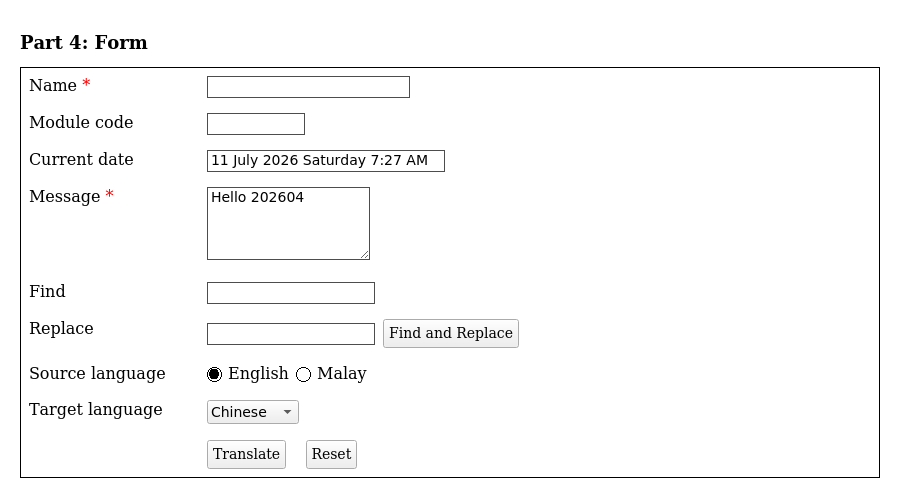 Part 4: Form
Name *
Module code
Current date 11 July 2026 Saturday 7:27 AM
Message * Hello 202604
Find
Replace Find and Replace
Source language English Malay
Target language Chinese
Translate Reset